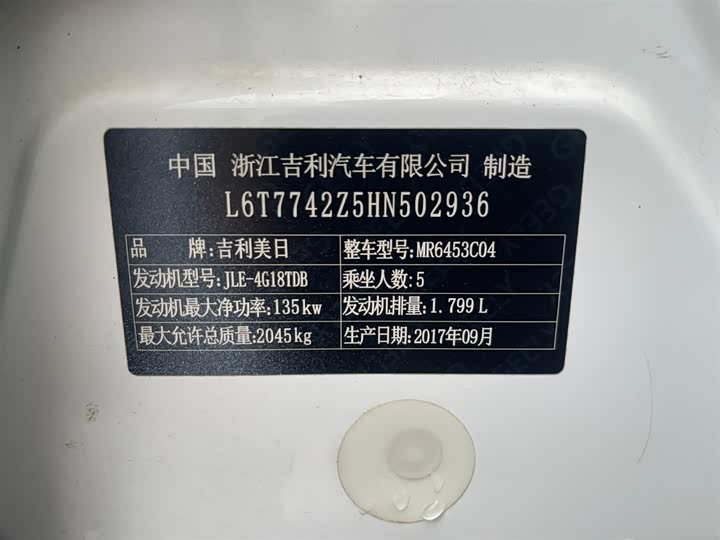 中国 浙江吉利汽车有限公司 制造
L6T7742Z5HN502936
品 牌:吉利美日 整车型号:MR6453C04
发动机型号:JLE-4G18TDB 乘坐人数:5
发动机最大净功率:135kw 发动机排量:1.799L
最大允许总质量:2045kg 生产日期:2017年09月